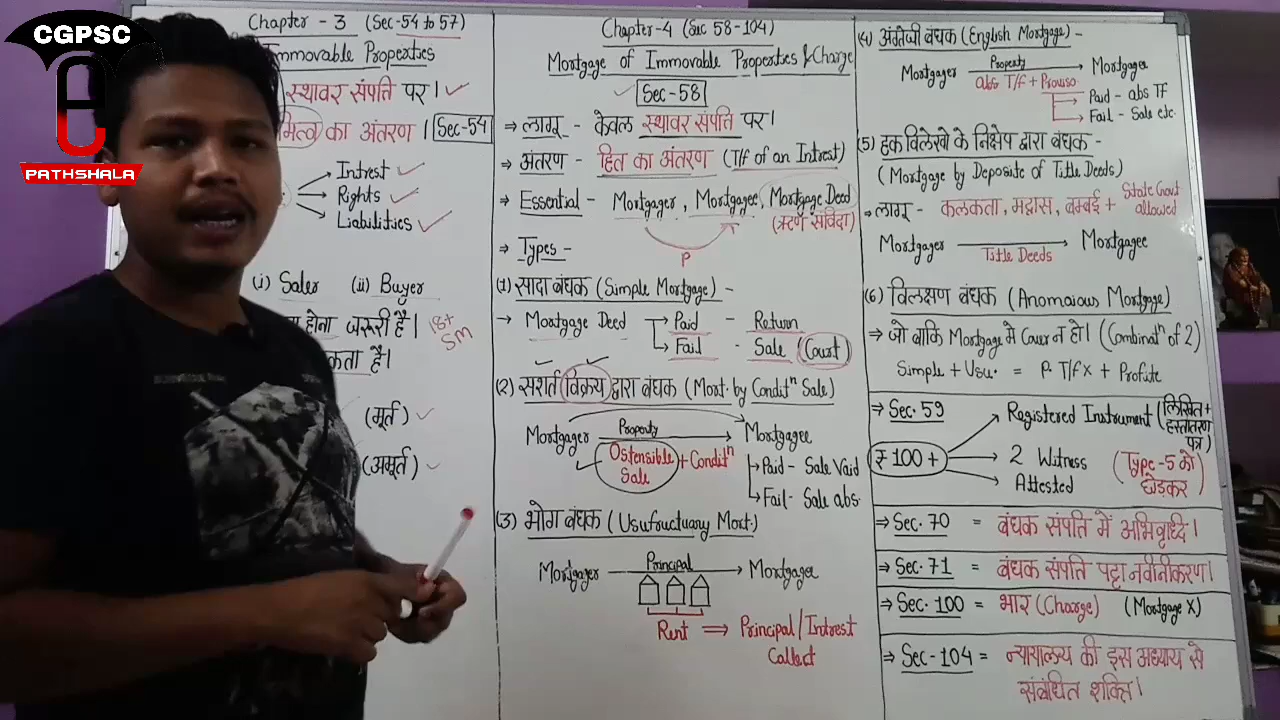 CGPSC
PATHSHALA
Chapter - 3 (Sec-54 to 57)
Immovable Properties
स्थावर संपति पर।
का अंतरण। Sec-54
Intrest
Rights
Liabilities
(i) Saler (ii) Buyer
होना जरूरी है।
18+
SM
है।
(मूर्त)
(अमूर्त)
Chapter-4 (Sec 58-104)
Mortgage of Immovable Properties & Charge
Sec-58
⇒ लागू - केवल स्थावर संपति पर।
⇒ अंतरण - हित का अंतरण (T/f of an Intrest)
⇒ Essential - Mortgager, Mortgagee, Mortgage Deed
(ऋण संविदा)
P
⇒ Types -
(1) सादा बंधक (Simple Mortgage) -
→ Mortgage Deed → Paid - Return
→ Fail - Sale (Court)
(2) सशर्त विक्रय द्वारा बंधक (Mort. by Conditⁿ Sale)
Mortgager Property → Mortgagee
Ostensible + Conditⁿ
Sale
Paid - Sale Void
Fail - Sale abs.
(3) भोग बंधक (Usufructuary Mort.)
Mortgager Principal → Mortgagee
Rent ⇒ Principal/Intrest
Collect
(4) अंग्रेजी बंधक (English Mortgage) -
Mortgager Property → Mortgagee
abs T/f + Proviso
Paid - abs TF
Fail - Sale etc.
(5) हक विलेखो के निक्षेप द्वारा बंधक -
(Mortgage by Deposite of Title Deeds)
→ लागू - कलकता, मद्रास, बम्बई + State Govt
allowed
Mortgager → Mortgagee
Title Deeds
(6) विलक्षण बंधक (Anomaious Mortgage)
⇒ जो बाकि Mortgage मे Cover न हो। (Combinatⁿ of 2)
Simple + Usu. = P. T/f X + Profite
⇒ Sec. 59
₹ 100 +
Registered Instrument (लिखित +
हस्तांतरण
पत्र)
2 Witness
Attested
(Type-5 को
छोड़कर)
⇒ Sec. 70 = बंधक संपति में अभिवृध्दि।
⇒ Sec. 71 = बंधक संपति पट्टा नवीनीकरण।
⇒ Sec. 100 = भार (Charge) (Mortgage X)
⇒ Sec-104 = न्यायालय की इस अध्याय से
संबंधित शक्ति।